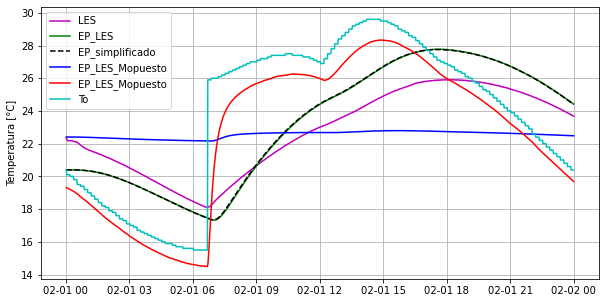 30
28
26
24
22
20
18
16
14
Temperatura [°C]
LES
EP_LES
EP_simplificado
EP_LES_Mopuesto
EP_LES_Mopuesto
To
02-01 00
02-01 03
02-01 06
02-01 09
02-01 12
02-01 15
02-01 18
02-01 21
02-02 00